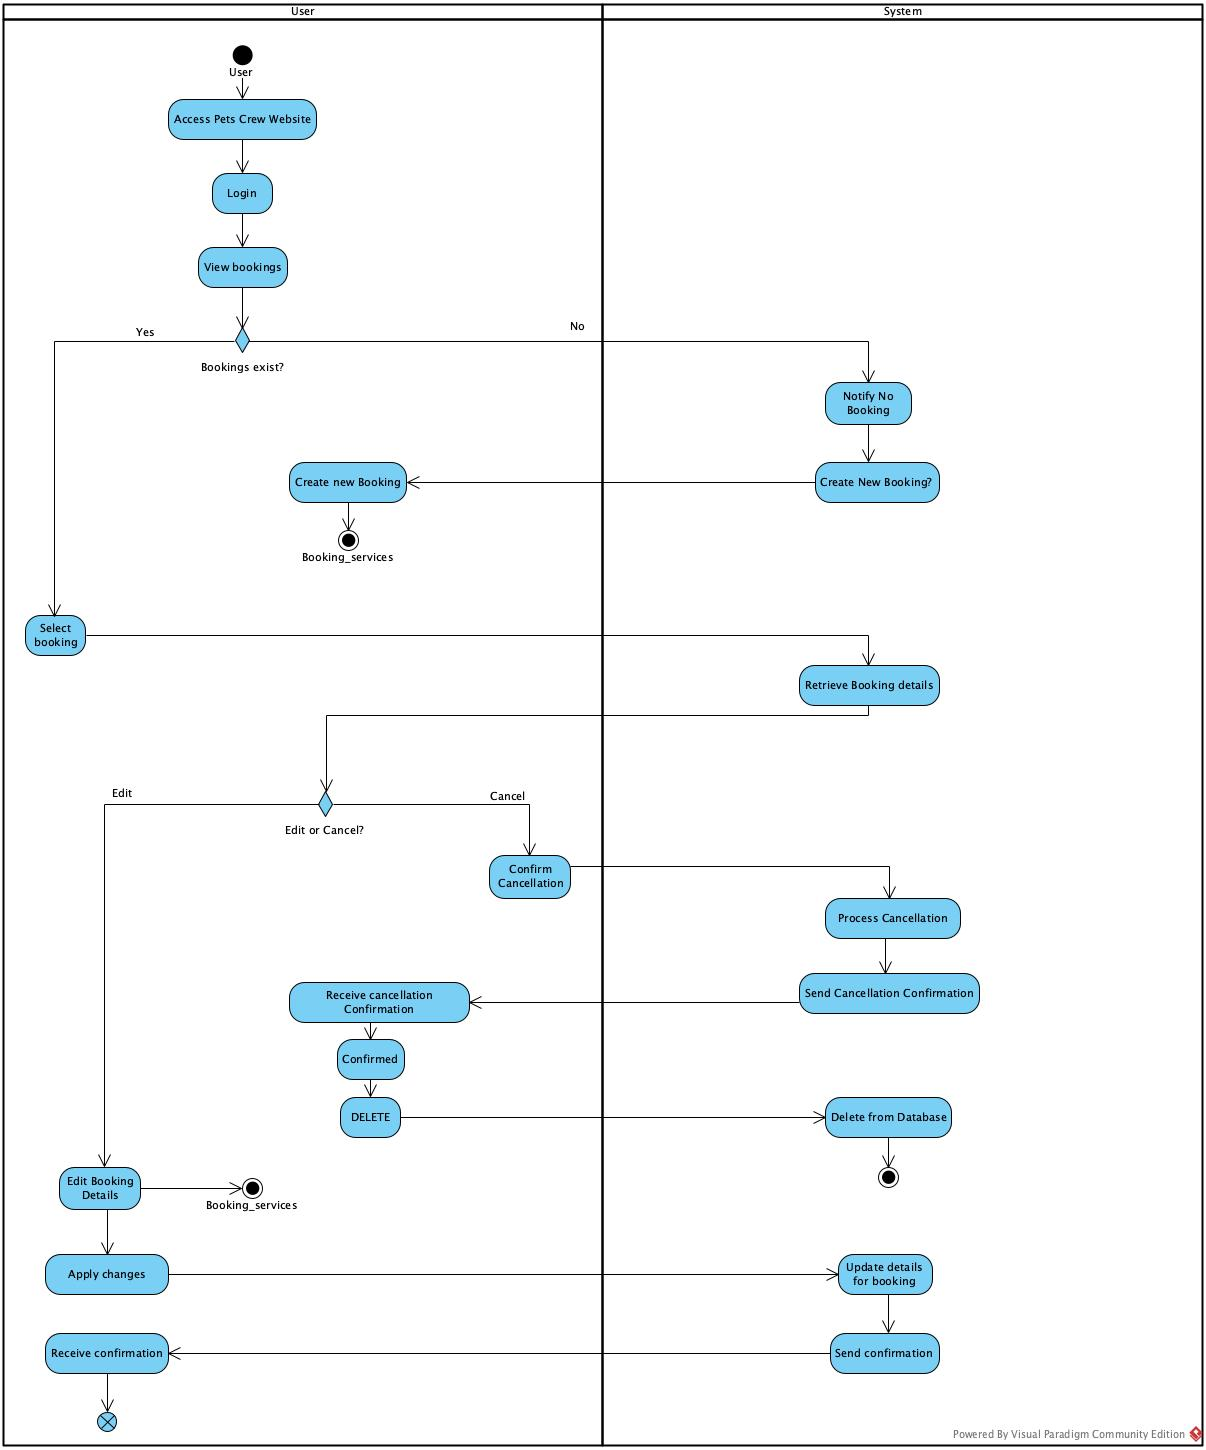 User
System
User
Access Pets Crew Website
Login
View bookings
Yes
No
Bookings exist?
Notify No
Booking
Create new Booking
Create New Booking?
Booking_services
Select
booking
Retrieve Booking details
Edit
Cancel
Edit or Cancel?
Confirm
Cancellation
Process Cancellation
Send Cancellation Confirmation
Receive cancellation
Confirmation
Confirmed
DELETE
Delete from Database
Edit Booking
Details
Booking_services
Apply changes
Update details
for booking
Receive confirmation
Send confirmation
Powered By Visual Paradigm Community Edition